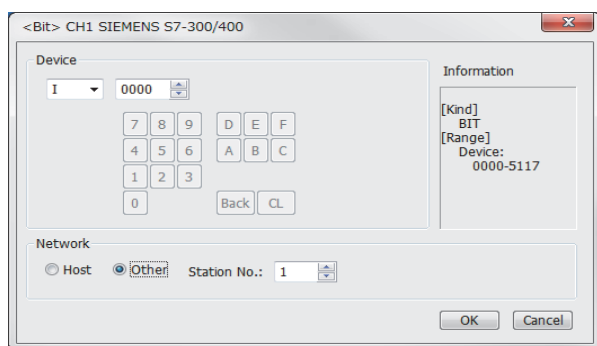 <Bit> CH1 SIEMENS S7-300/400
Device
I 0000
7 8 9 D E F
4 5 6 A B C
1 2 3
0 Back CL
Information
[Kind]
BIT
[Range]
Device:
0000-5117
Network
Host Other Station No.: 1
OK Cancel